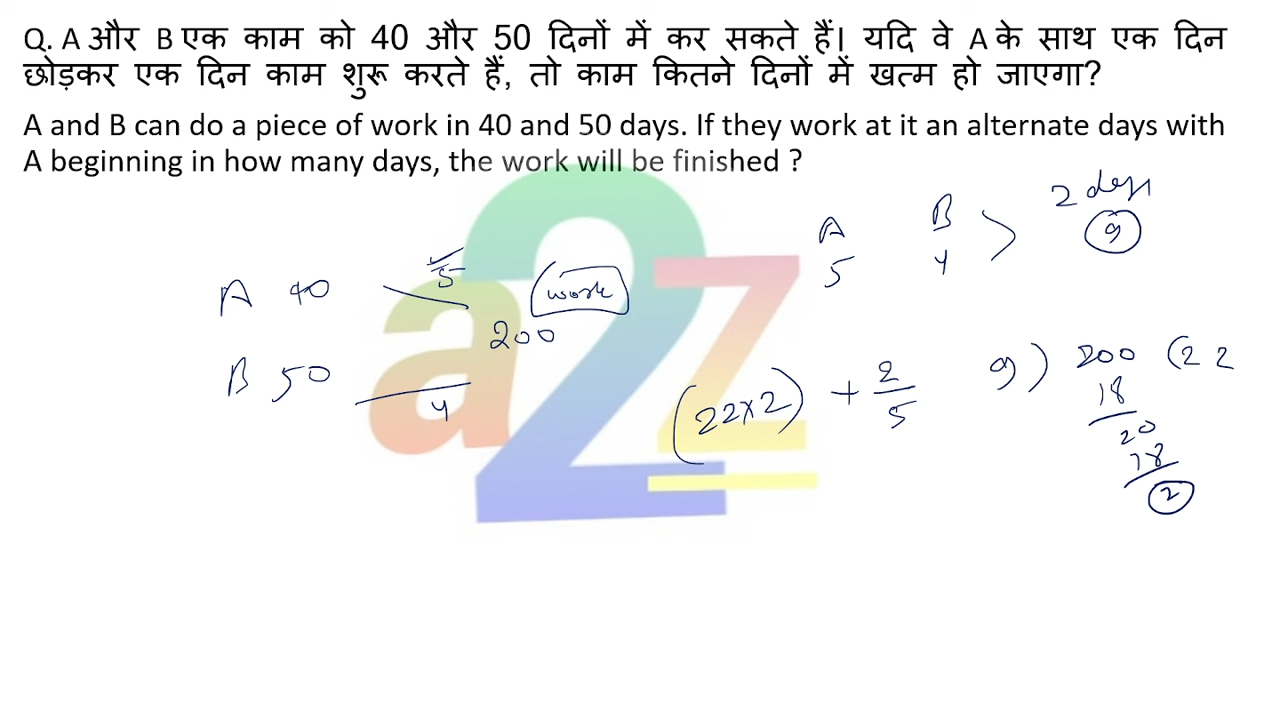 Q. A और B एक काम को 40 और 50 दिनों में कर सकते हैं। यदि वे A के साथ एक दिन
छोड़कर एक दिन काम शुरू करते हैं, तो काम कितने दिनों में खत्म हो जाएगा?
A and B can do a piece of work in 40 and 50 days. If they work at it an alternate days with
A beginning in how many days, the work will be finished ?
2 days
A B > 9
5 4
A 40 5 work
200
B 50 4
(22x2) + 2/5
9 ) 200 (22
18
20
18
2
a2z